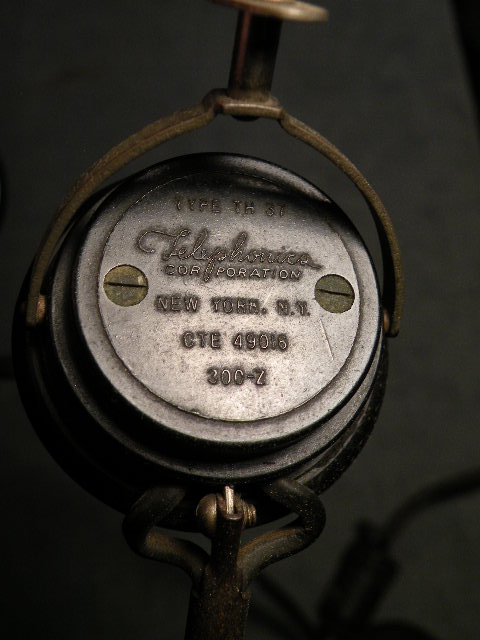 TYPE TH 37
Telephonics
CORPORATION
NEW YORK, N.Y.
CTE 49016
300-Z